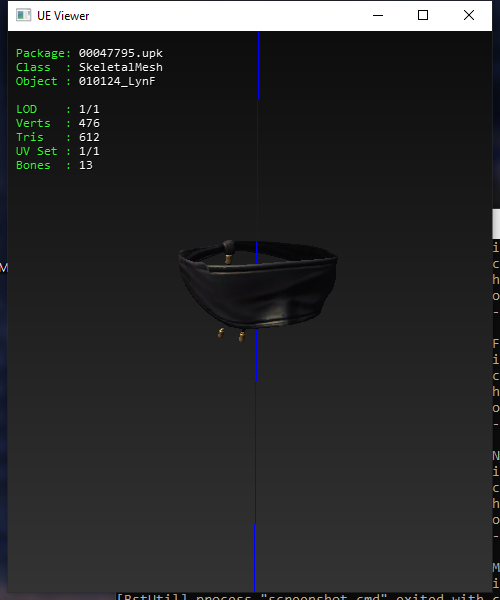 UE Viewer
Package: 00047795.upk
Class : SkeletalMesh
Object : 010124_LynF
LOD : 1/1
Verts : 476
Tris : 612
UV Set : 1/1
Bones : 13
M
i
c
h
o
-
F
i
c
h
o
-
N
i
c
h
o
-
M
i
[BstUtil] process "screenshot.cmd" exited with c